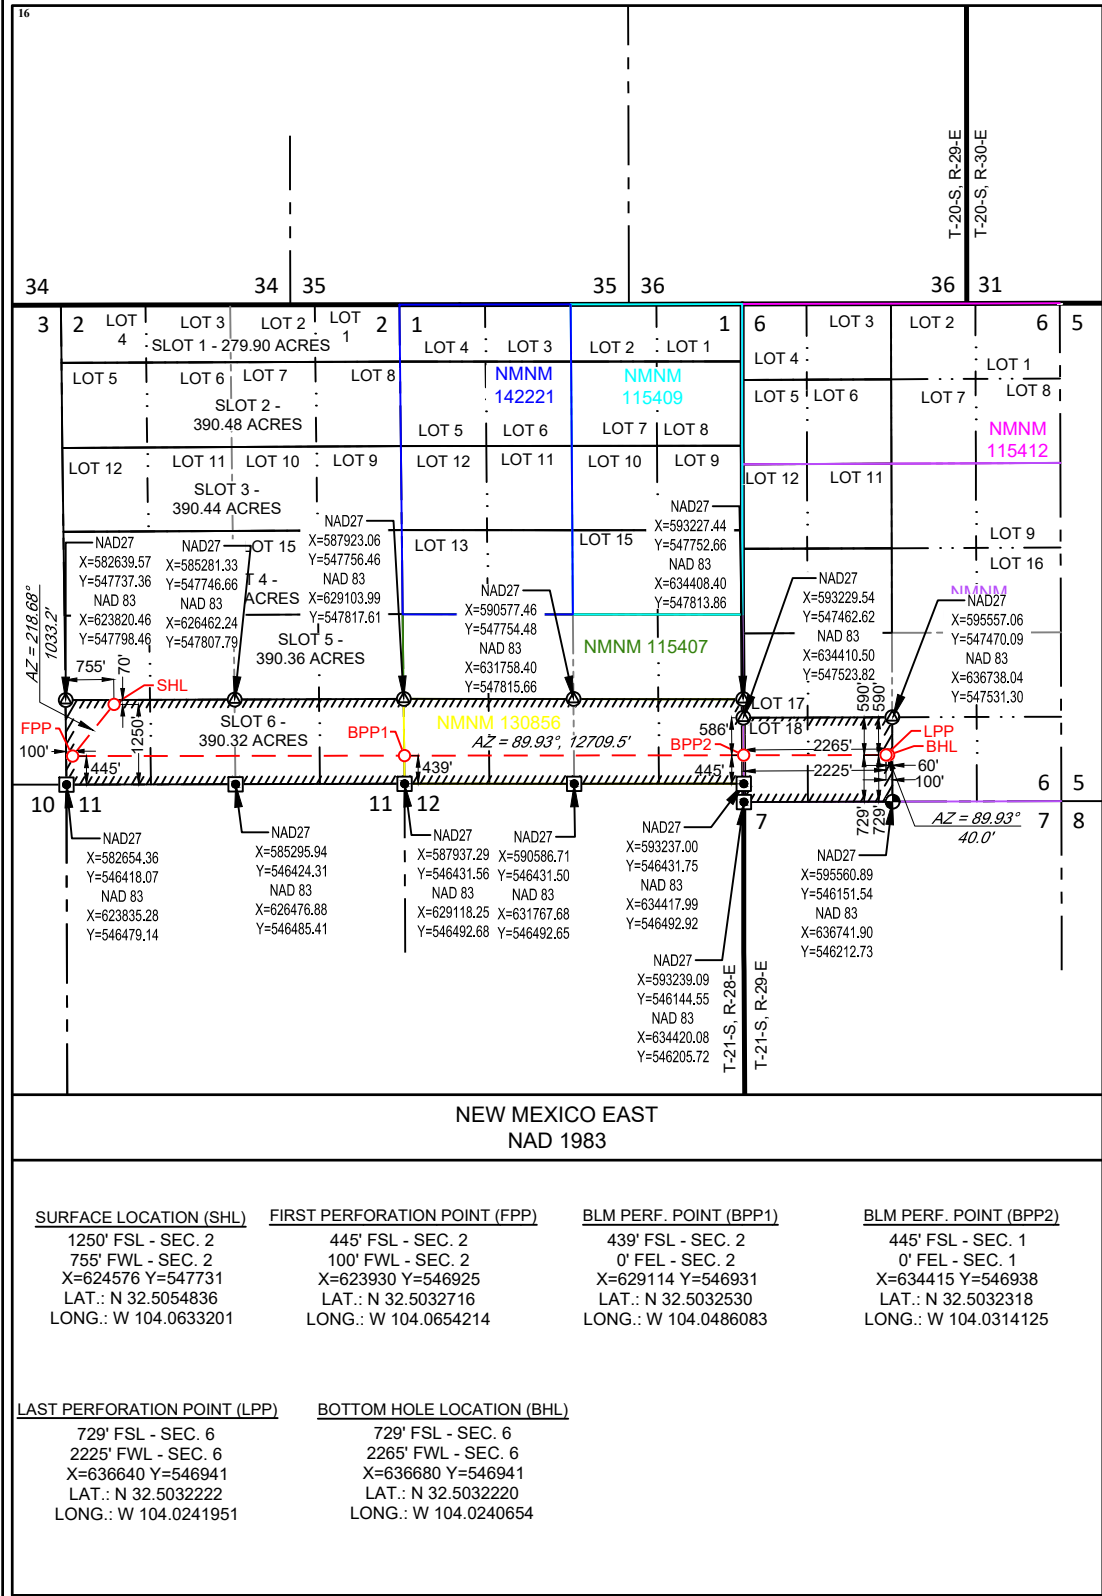 16
T-20-S, R-29-E
T-20-S, R-30-E
34
34
35
35
36
36
31
3
2
LOT 4
LOT 3
LOT 2
LOT 1
2
1
1
6
LOT 3
LOT 2
6
5
SLOT 1 - 279.90 ACRES
LOT 4
LOT 3
LOT 2
LOT 1
LOT 4
LOT 1
LOT 5
LOT 6
LOT 7
LOT 8
NMNM
142221
NMNM
115409
LOT 5
LOT 6
LOT 7
LOT 8
SLOT 2 -
390.48 ACRES
LOT 5
LOT 6
LOT 7
LOT 8
NMNM
115412
LOT 12
LOT 11
LOT 10
LOT 9
LOT 12
LOT 11
LOT 10
LOT 9
LOT 12
LOT 11
SLOT 3 -
390.44 ACRES
LOT 9
LOT 16
LOT 13
LOT 15
OT 15
T 4 -
ACRES
NAD27
X=582639.57
Y=547737.36
NAD 83
X=623820.46
Y=547798.46
NAD27
X=585281.33
Y=547746.66
NAD 83
X=626462.24
Y=547807.79
NAD27
X=587923.06
Y=547756.46
NAD 83
X=629103.99
Y=547817.61
NAD27
X=590577.46
Y=547754.48
NAD 83
X=631758.40
Y=547815.66
NAD27
X=593227.44
Y=547752.66
NAD 83
X=634408.40
Y=547813.86
NAD27
X=593229.54
Y=547462.62
NAD 83
X=634410.50
Y=547523.82
NMNM
NAD27
X=595557.06
Y=547470.09
NAD 83
X=636738.04
Y=547531.30
SLOT 5 -
390.36 ACRES
NMNM 115407
AZ = 218.68°
1033.2'
755'
70'
SHL
FPP
100'
445'
1250'
SLOT 6 -
390.32 ACRES
BPP1
439'
NMNM 130856
AZ = 89.93°, 12709.5'
BPP2
586'
445'
LOT 17
LOT 18
590'
590'
2265'
2225'
LPP
BHL
60'
100'
729'
729'
AZ = 89.93°
40.0'
10
11
11
12
7
6
5
7
8
NAD27
X=582654.36
Y=546418.07
NAD 83
X=623835.28
Y=546479.14
NAD27
X=585295.94
Y=546424.31
NAD 83
X=626476.88
Y=546485.41
NAD27
X=587937.29
Y=546431.56
NAD 83
X=629118.25
Y=546492.68
NAD27
X=590586.71
Y=546431.50
NAD 83
X=631767.68
Y=546492.65
NAD27
X=593237.00
Y=546431.75
NAD 83
X=634417.99
Y=546492.92
NAD27
X=595560.89
Y=546151.54
NAD 83
X=636741.90
Y=546212.73
NAD27
X=593239.09
Y=546144.55
NAD 83
X=634420.08
Y=546205.72
T-21-S, R-28-E
T-21-S, R-29-E
NEW MEXICO EAST
NAD 1983
SURFACE LOCATION (SHL)
1250' FSL - SEC. 2
755' FWL - SEC. 2
X=624576 Y=547731
LAT.: N 32.5054836
LONG.: W 104.0633201
FIRST PERFORATION POINT (FPP)
445' FSL - SEC. 2
100' FWL - SEC. 2
X=623930 Y=546925
LAT.: N 32.5032716
LONG.: W 104.0654214
BLM PERF. POINT (BPP1)
439' FSL - SEC. 2
0' FEL - SEC. 2
X=629114 Y=546931
LAT.: N 32.5032530
LONG.: W 104.0486083
BLM PERF. POINT (BPP2)
445' FSL - SEC. 1
0' FEL - SEC. 1
X=634415 Y=546938
LAT.: N 32.5032318
LONG.: W 104.0314125
LAST PERFORATION POINT (LPP)
729' FSL - SEC. 6
2225' FWL - SEC. 6
X=636640 Y=546941
LAT.: N 32.5032222
LONG.: W 104.0241951
BOTTOM HOLE LOCATION (BHL)
729' FSL - SEC. 6
2265' FWL - SEC. 6
X=636680 Y=546941
LAT.: N 32.5032220
LONG.: W 104.0240654